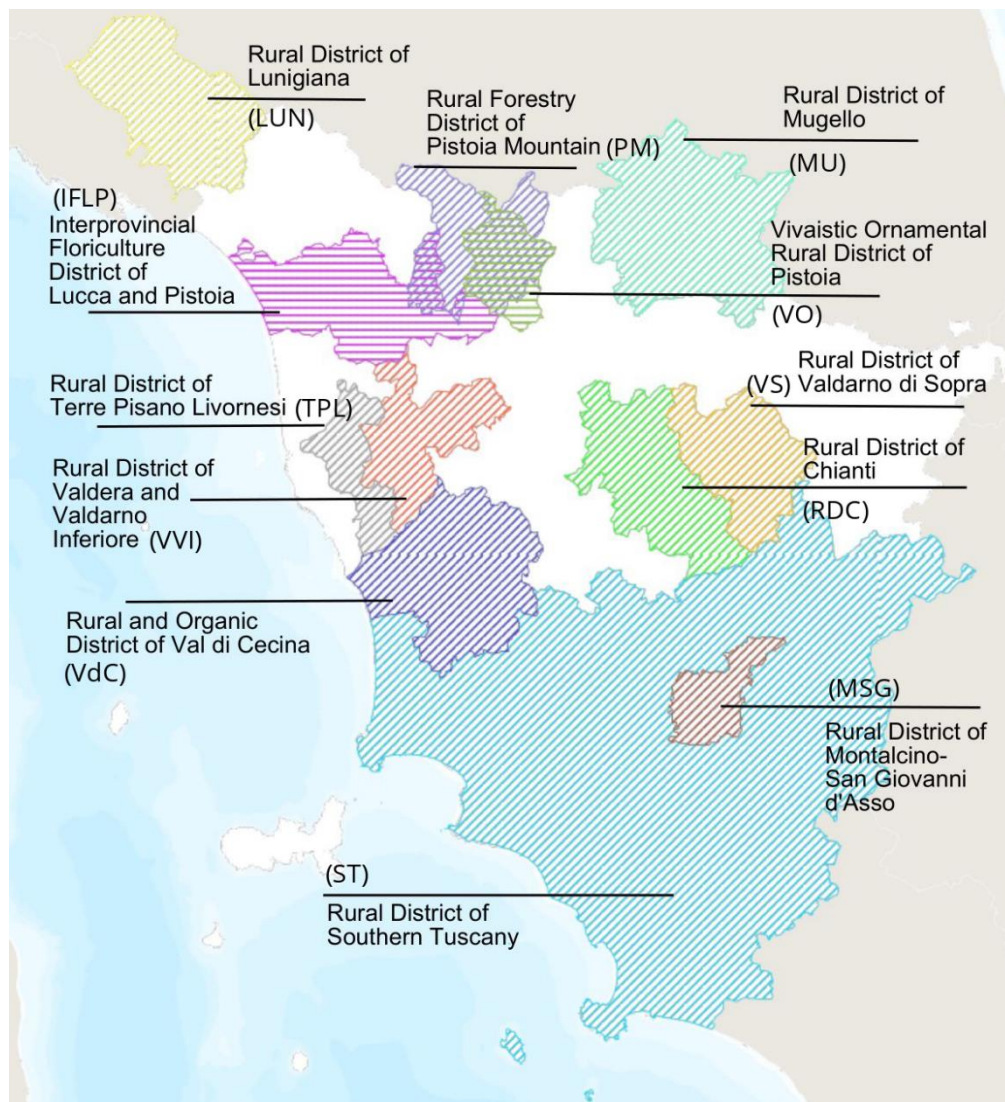 Rural District of
Lunigiana
(LUN)
Rural Forestry
District of
Pistoia Mountain (PM)
Rural District of
Mugello
(MU)
(IFLP)
Interprovincial
Floriculture
District of
Lucca and Pistoia
Vivaistic Ornamental
Rural District of
Pistoia
(VO)
Rural District of
Terre Pisano Livornesi (TPL)
Rural District of
(VS) Valdarno di Sopra
Rural District of
Valdera and
Valdarno
Inferiore (VVI)
Rural District of
Chianti
(RDC)
Rural and Organic
District of Val di Cecina
(VdC)
(MSG)
Rural District of
Montalcino-
San Giovanni
d'Asso
(ST)
Rural District of
Southern Tuscany